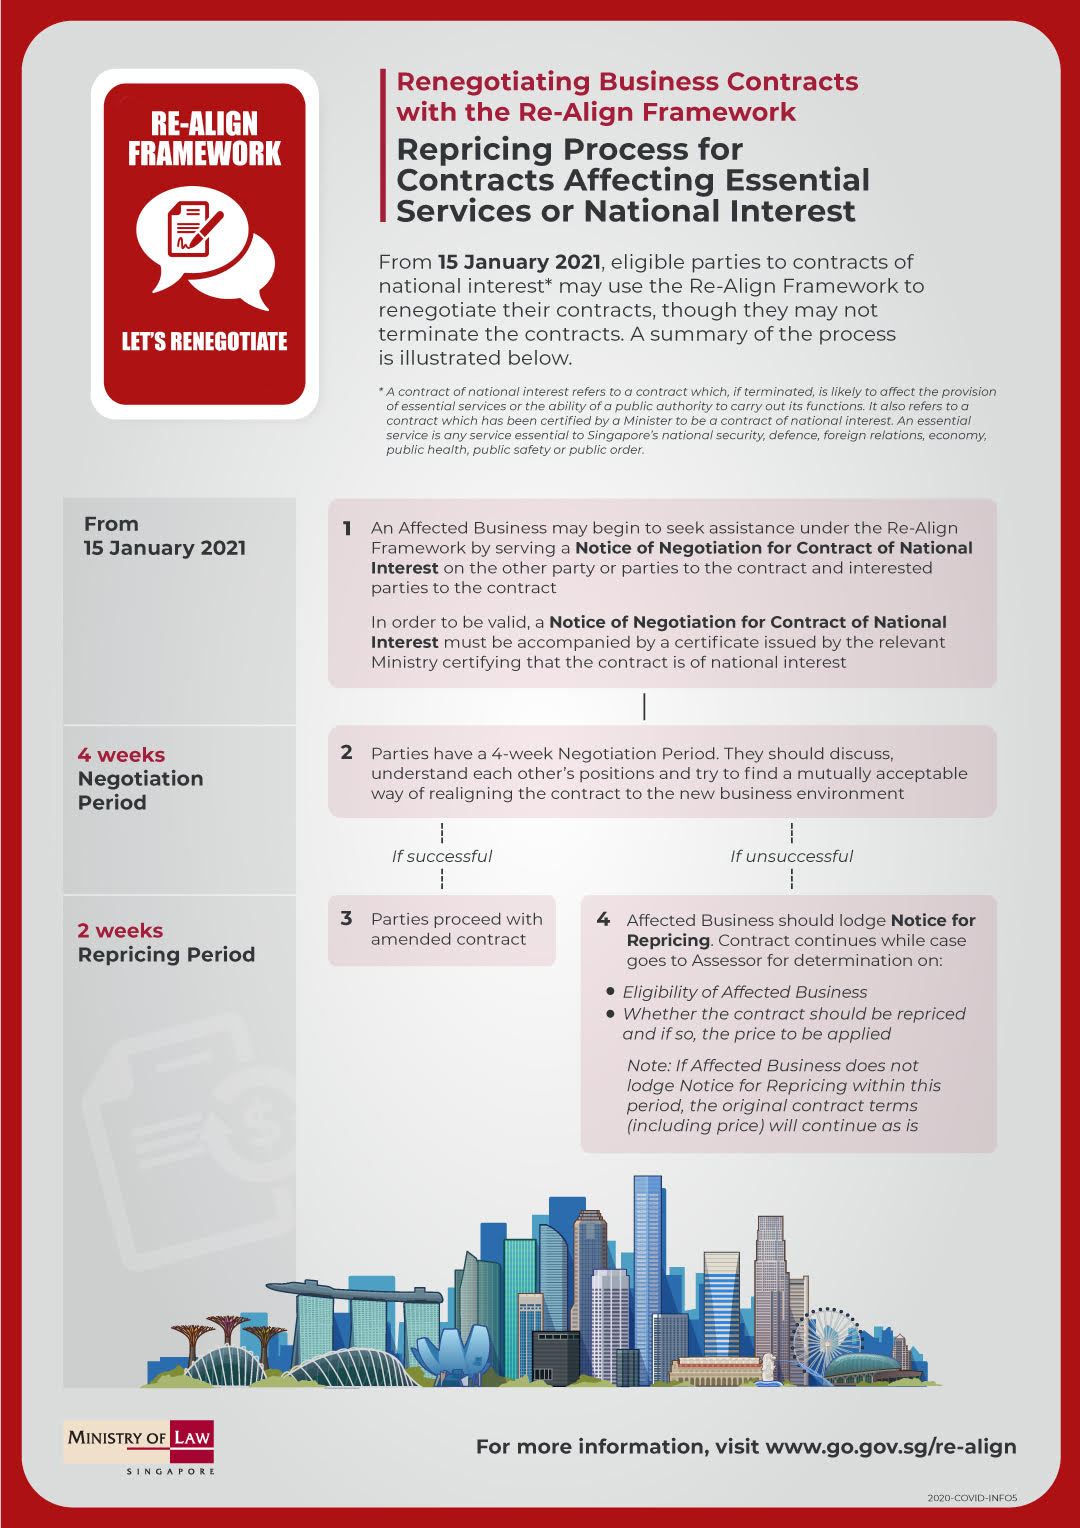 RE-ALIGN
FRAMEWORK
LET'S RENEGOTIATE
Renegotiating Business Contracts
with the Re-Align Framework
Repricing Process for
Contracts Affecting Essential
Services or National Interest
From 15 January 2021, eligible parties to contracts of
national interest* may use the Re-Align Framework to
renegotiate their contracts, though they may not
terminate the contracts. A summary of the process
is illustrated below.
* A contract of national interest refers to a contract which, if terminated, is likely to affect the provision
of essential services or the ability of a public authority to carry out its functions. It also refers to a
contract which has been certified by a Minister to be a contract of national interest. An essential
service is any service essential to Singapore's national security, defence, foreign relations, economy,
public health, public safety or public order.
From
15 January 2021
1 An Affected Business may begin to seek assistance under the Re-Align
Framework by serving a Notice of Negotiation for Contract of National
Interest on the other party or parties to the contract and interested
parties to the contract
In order to be valid, a Notice of Negotiation for Contract of National
Interest must be accompanied by a certificate issued by the relevant
Ministry certifying that the contract is of national interest
4 weeks
Negotiation
Period
2 Parties have a 4-week Negotiation Period. They should discuss,
understand each other's positions and try to find a mutually acceptable
way of realigning the contract to the new business environment
If successful
If unsuccessful
2 weeks
Repricing Period
3 Parties proceed with
amended contract
4 Affected Business should lodge Notice for
Repricing. Contract continues while case
goes to Assessor for determination on:
• Eligibility of Affected Business
• Whether the contract should be repriced
and if so, the price to be applied
Note: If Affected Business does not
lodge Notice for Repricing within this
period, the original contract terms
(including price) will continue as is
$
MINISTRY OF LAW
SINGAPORE
For more information, visit www.go.gov.sg/re-align
2020-COVID-INFO5